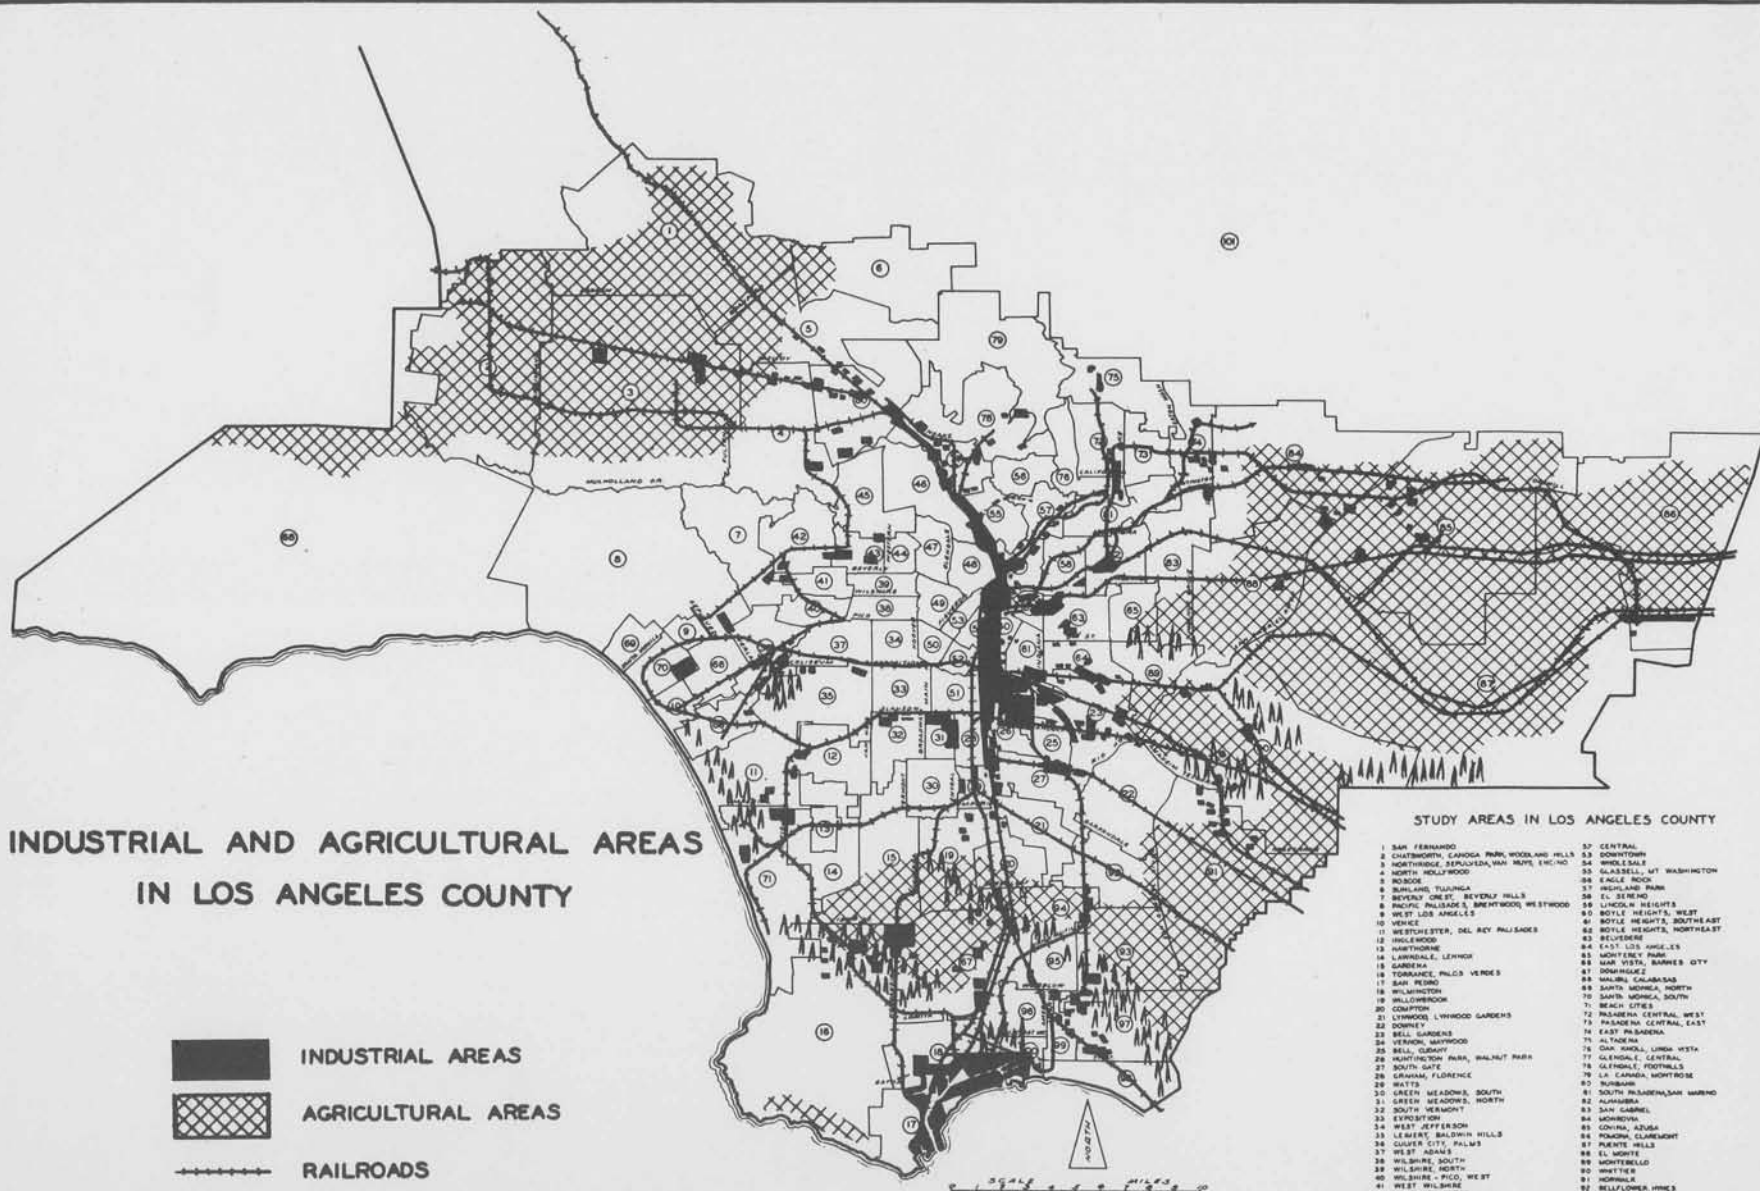 INDUSTRIAL AND AGRICULTURAL AREAS
IN LOS ANGELES COUNTY
INDUSTRIAL AREAS
AGRICULTURAL AREAS
RAILROADS
MULHOLLAND DR
BEVERLY
WILSHIRE
PICO
COLISEUM
SLAUSON
MAIN
NORTH
SCALE MILES
STUDY AREAS IN LOS ANGELES COUNTY
1 SAN FERNANDO
2 CHATSWORTH, CANOGA PARK, WOODLAND HILLS
3 NORTHRIDGE, SEPULVEDA, VAN NUYS, ENCINO
4 NORTH HOLLYWOOD
5 ROSCOE
6 SUNLAND, TUJUNGA
7 BEVERLY CREST, BEVERLY HILLS
8 PACIFIC PALISADES, BRENTWOOD, WESTWOOD
9 WEST LOS ANGELES
10 VENICE
11 WESTCHESTER, DEL REY PALISADES
12 INGLEWOOD
13 HAWTHORNE
14 LAWNDALE, LENNOX
15 GARDENA
16 TORRANCE, PALOS VERDES
17 SAN PEDRO
18 WILMINGTON
19 WILLOWBROOK
20 COMPTON
21 LYNWOOD, LYNWOOD GARDENS
22 DOWNEY
23 BELL GARDENS
24 VERNON, MAYWOOD
25 BELL, CUDAHY
26 HUNTINGTON PARK, WALNUT PARK
27 SOUTH GATE
28 GRAHAM, FLORENCE
29 WATTS
30 GREEN MEADOWS, SOUTH
31 GREEN MEADOWS, NORTH
32 SOUTH VERMONT
33 EXPOSITION
34 WEST JEFFERSON
35 LEIMERT, BALDWIN HILLS
36 CULVER CITY, PALMS
37 WEST ADAMS
38 WILSHIRE, SOUTH
39 WILSHIRE, NORTH
40 WILSHIRE - PICO, WEST
41 WEST WILSHIRE
52 CENTRAL
53 DOWNTOWN
54 WHOLESALE
55 GLASSELL, MT WASHINGTON
56 EAGLE ROCK
57 HIGHLAND PARK
58 EL SERENO
59 LINCOLN HEIGHTS
60 BOYLE HEIGHTS, WEST
61 BOYLE HEIGHTS, SOUTHEAST
62 BOYLE HEIGHTS, NORTHEAST
63 BELVEDERE
64 EAST LOS ANGELES
65 MONTEREY PARK
66 MAR VISTA, BARNES CITY
67 DOMINGUEZ
68 MALIBU, CALABASAS
69 SANTA MONICA, NORTH
70 SANTA MONICA, SOUTH
71 BEACH CITIES
72 PASADENA CENTRAL, WEST
73 PASADENA CENTRAL, EAST
74 EAST PASADENA
75 ALTADENA
76 OAK KNOLL, LINDA VISTA
77 GLENDALE, CENTRAL
78 GLENDALE, FOOTHILLS
79 LA CANADA, MONTROSE
80 BURBANK
81 SOUTH PASADENA, SAN MARINO
82 ALHAMBRA
83 SAN GABRIEL
84 MONROVIA
85 COVINA, AZUSA
86 POMONA, CLAREMONT
87 PUENTE HILLS
88 EL MONTE
89 MONTEBELLO
90 WHITTIER
91 NORWALK
92 BELLFLOWER, HYNES